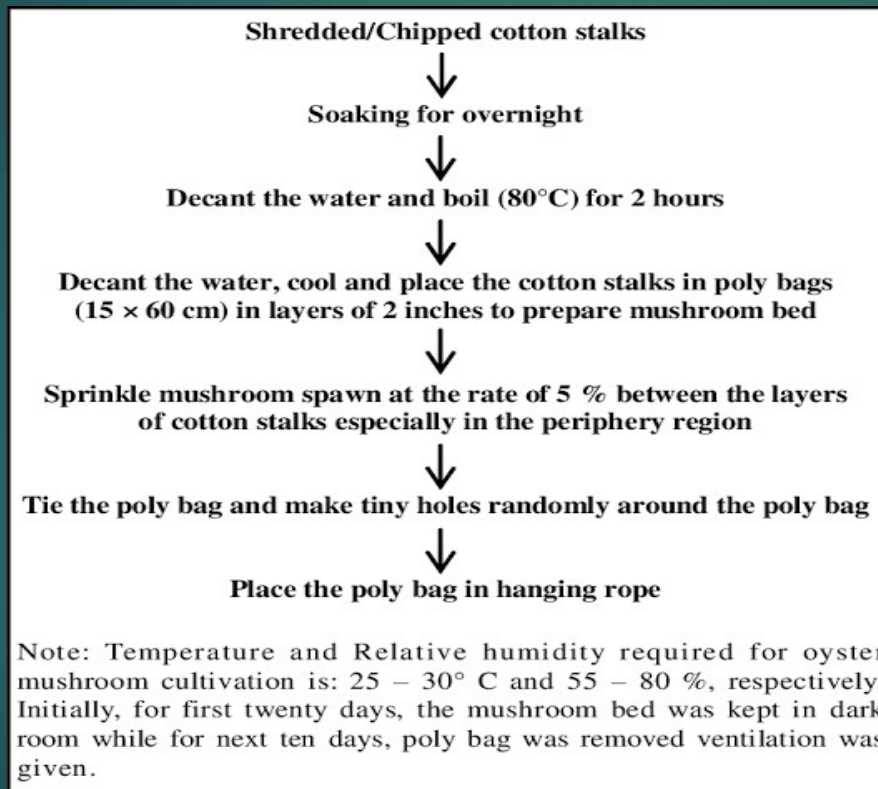 Shredded/Chipped cotton stalks
Soaking for overnight
Decant the water and boil (80°C) for 2 hours
Decant the water, cool and place the cotton stalks in poly bags
(15 × 60 cm) in layers of 2 inches to prepare mushroom bed
Sprinkle mushroom spawn at the rate of 5 % between the layers
of cotton stalks especially in the periphery region
Tie the poly bag and make tiny holes randomly around the poly bag
Place the poly bag in hanging rope
Note: Temperature and Relative humidity required for oyster
mushroom cultivation is: 25 – 30° C and 55 – 80 %, respectively.
Initially, for first twenty days, the mushroom bed was kept in dark
room while for next ten days, poly bag was removed ventilation was
given.